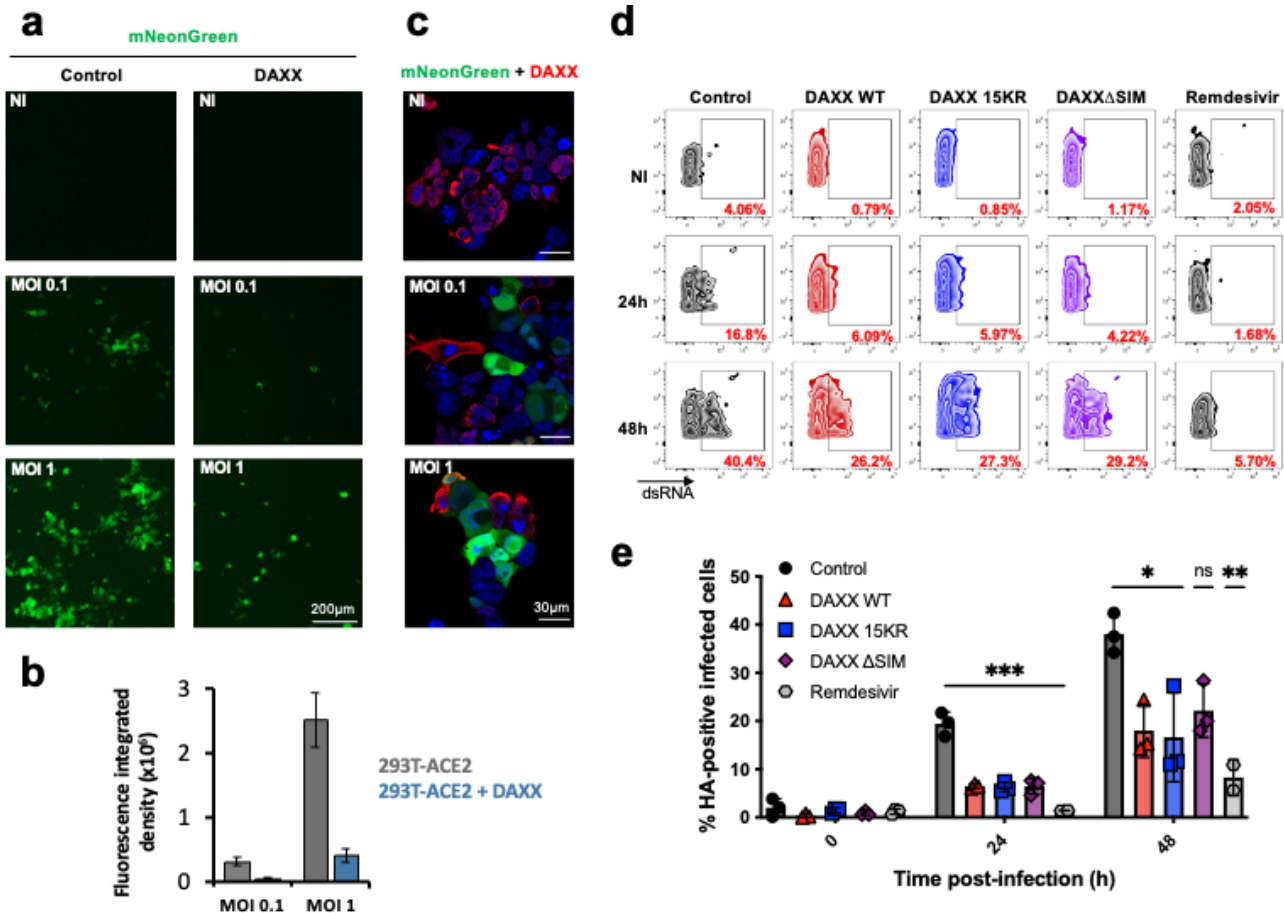 a
mNeonGreen
Control DAXX
NI NI
MOI 0.1 MOI 0.1
MOI 1 MOI 1
200µm
b
Fluorescence integrated
density (x10⁶)
3
2
1
0
MOI 0.1 MOI 1
293T-ACE2
293T-ACE2 + DAXX
c
mNeonGreen + DAXX
NI
MOI 0.1
MOI 1
30µm
d
Control DAXX WT DAXX 15KR DAXXΔSIM Remdesivir
NI
4.06% 0.79% 0.85% 1.17% 2.05%
24h
16.8% 6.09% 5.97% 4.22% 1.68%
48h
40.4% 26.2% 27.3% 29.2% 5.70%
dsRNA
e
% HA-positive infected cells
50
40
30
20
10
0
Control
DAXX WT
DAXX 15KR
DAXX ΔSIM
Remdesivir
***
* ns **
0 24 48
Time post-infection (h)